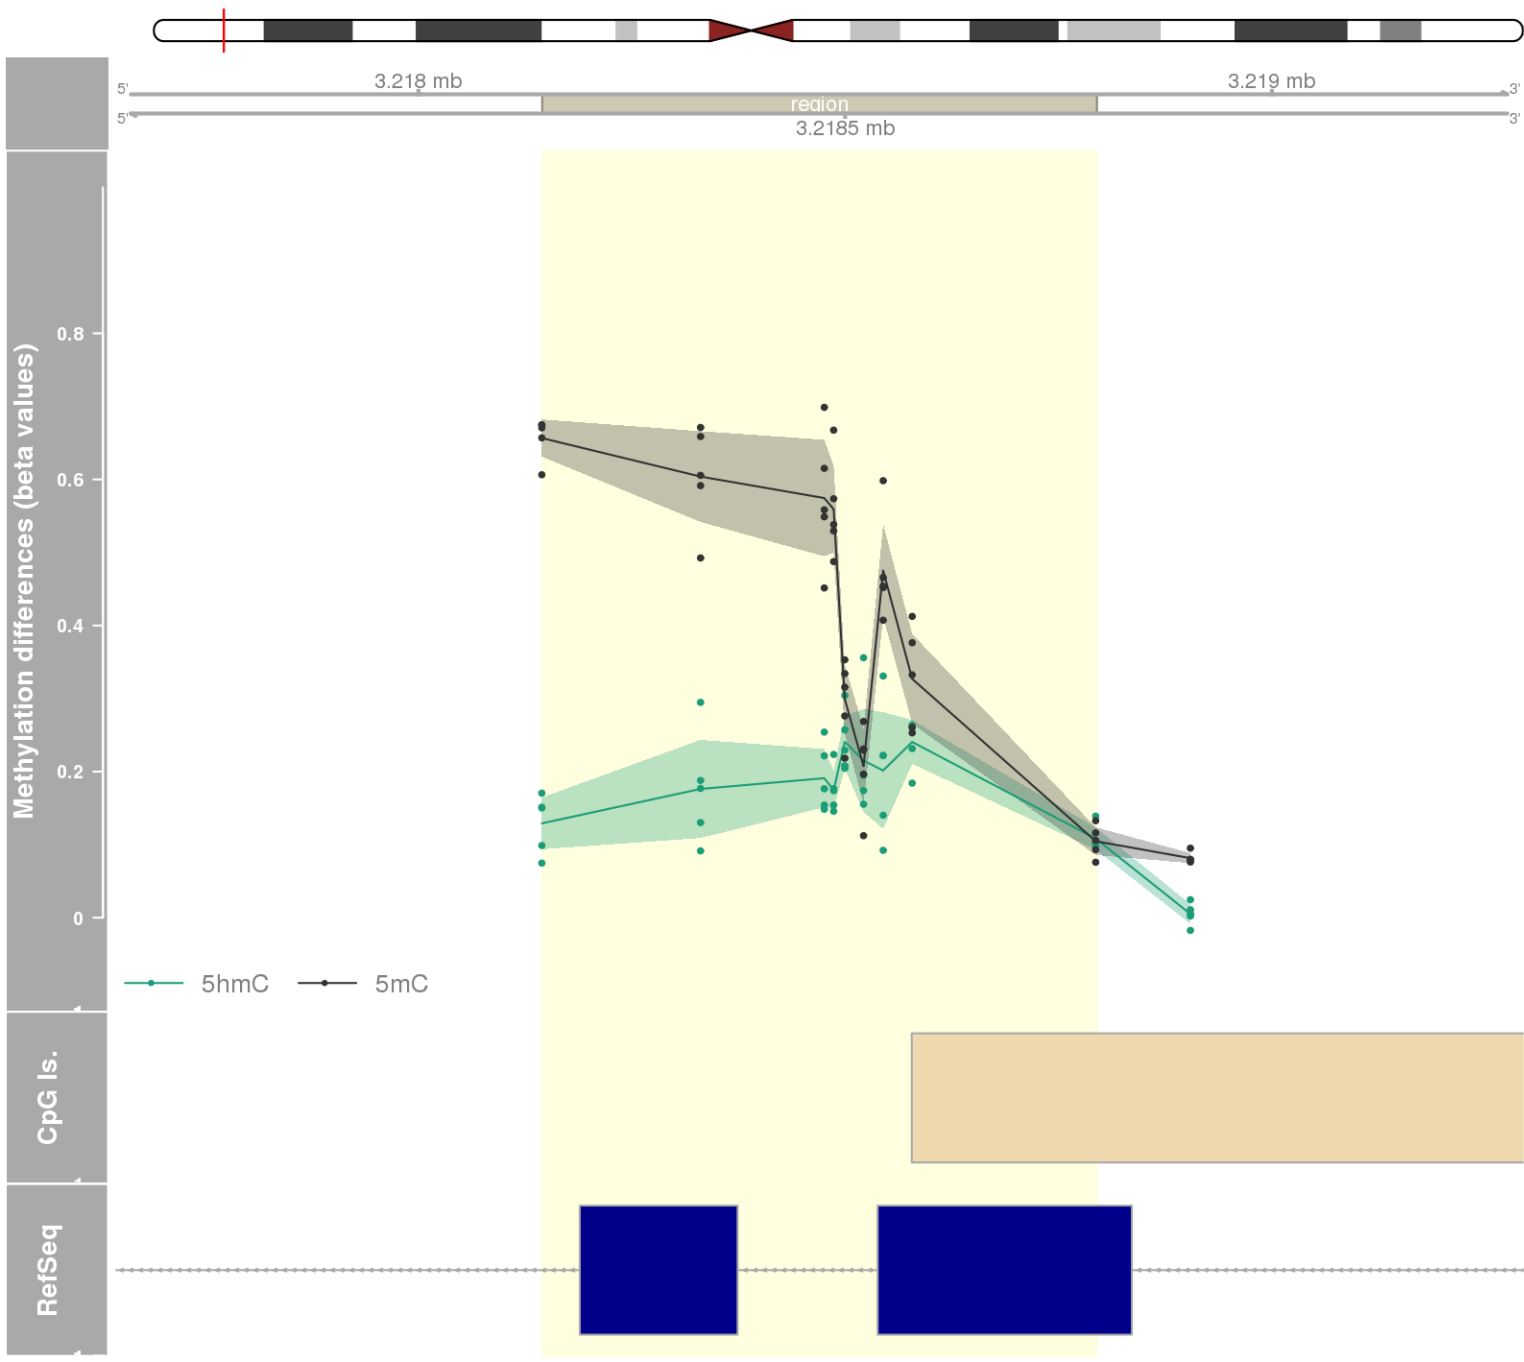 3.218 mb
3.219 mb
5'
3'
region
5'
3'
3.2185 mb
Methylation differences (beta values)
0.8
0.6
0.4
0.2
0
5hmC
5mC
CpG Is.
RefSeq